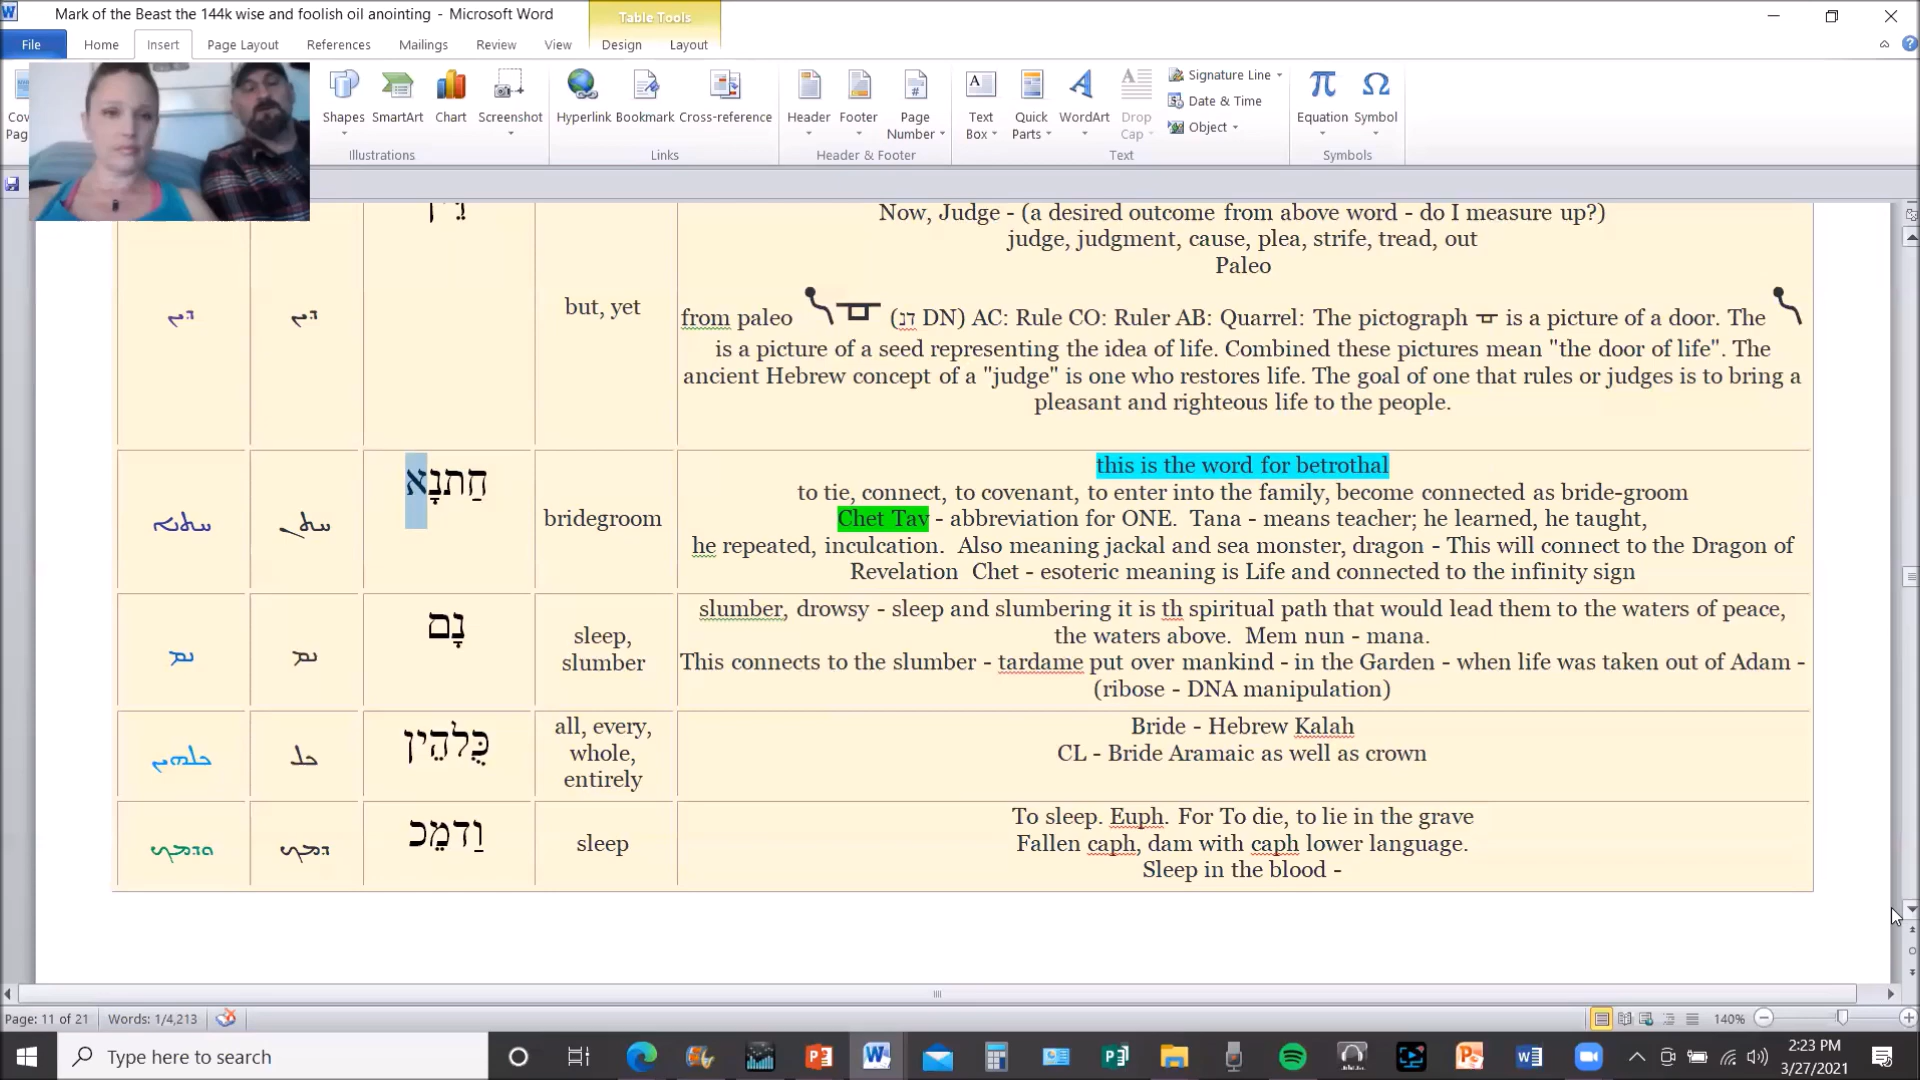 Mark of the Beast the 144k wise and foolish oil anointing - Microsoft Word
Table Tools
File Home Insert Page Layout References Mailings Review View Design Layout
Shapes SmartArt Chart Screenshot Hyperlink Bookmark Cross-reference Header Footer Page Number Text Box Quick Parts WordArt Drop Cap
Signature Line
Date & Time
Object
Equation Symbol
Illustrations Links Header & Footer Text Symbols
Now, Judge - (a desired outcome from above word - do I measure up?)
judge, judgment, cause, plea, strife, tread, out
Paleo
ܕܝܢ ܕܝܢ but, yet
from paleo (דנ DN) AC: Rule CO: Ruler AB: Quarrel: The pictograph is a picture of a door. The
is a picture of a seed representing the idea of life. Combined these pictures mean "the door of life". The
ancient Hebrew concept of a "judge" is one who restores life. The goal of one that rules or judges is to bring a
pleasant and righteous life to the people.
ܚܬܢܐ ܚܬܢ חַתנָא bridegroom
this is the word for betrothal
to tie, connect, to covenant, to enter into the family, become connected as bride-groom
Chet Tav - abbreviation for ONE. Tana - means teacher; he learned, he taught,
he repeated, inculcation. Also meaning jackal and sea monster, dragon - This will connect to the Dragon of
Revelation Chet - esoteric meaning is Life and connected to the infinity sign
ܢܡ ܢܡ נָם sleep,
slumber
slumber, drowsy - sleep and slumbering it is th spiritual path that would lead them to the waters of peace,
the waters above. Mem nun - mana.
This connects to the slumber - tardame put over mankind - in the Garden - when life was taken out of Adam -
(ribose - DNA manipulation)
ܟܠܗܝܢ ܟܠ כֻּלהֵין all, every,
whole,
entirely
Bride - Hebrew Kalah
CL - Bride Aramaic as well as crown
ܘܕܡܟ ܕܡܟ וַדמֵכ sleep
To sleep. Euph. For To die, to lie in the grave
Fallen caph, dam with caph lower language.
Sleep in the blood -
Page: 11 of 21 Words: 1/4,213 140%
Type here to search
2:23 PM
3/27/2021